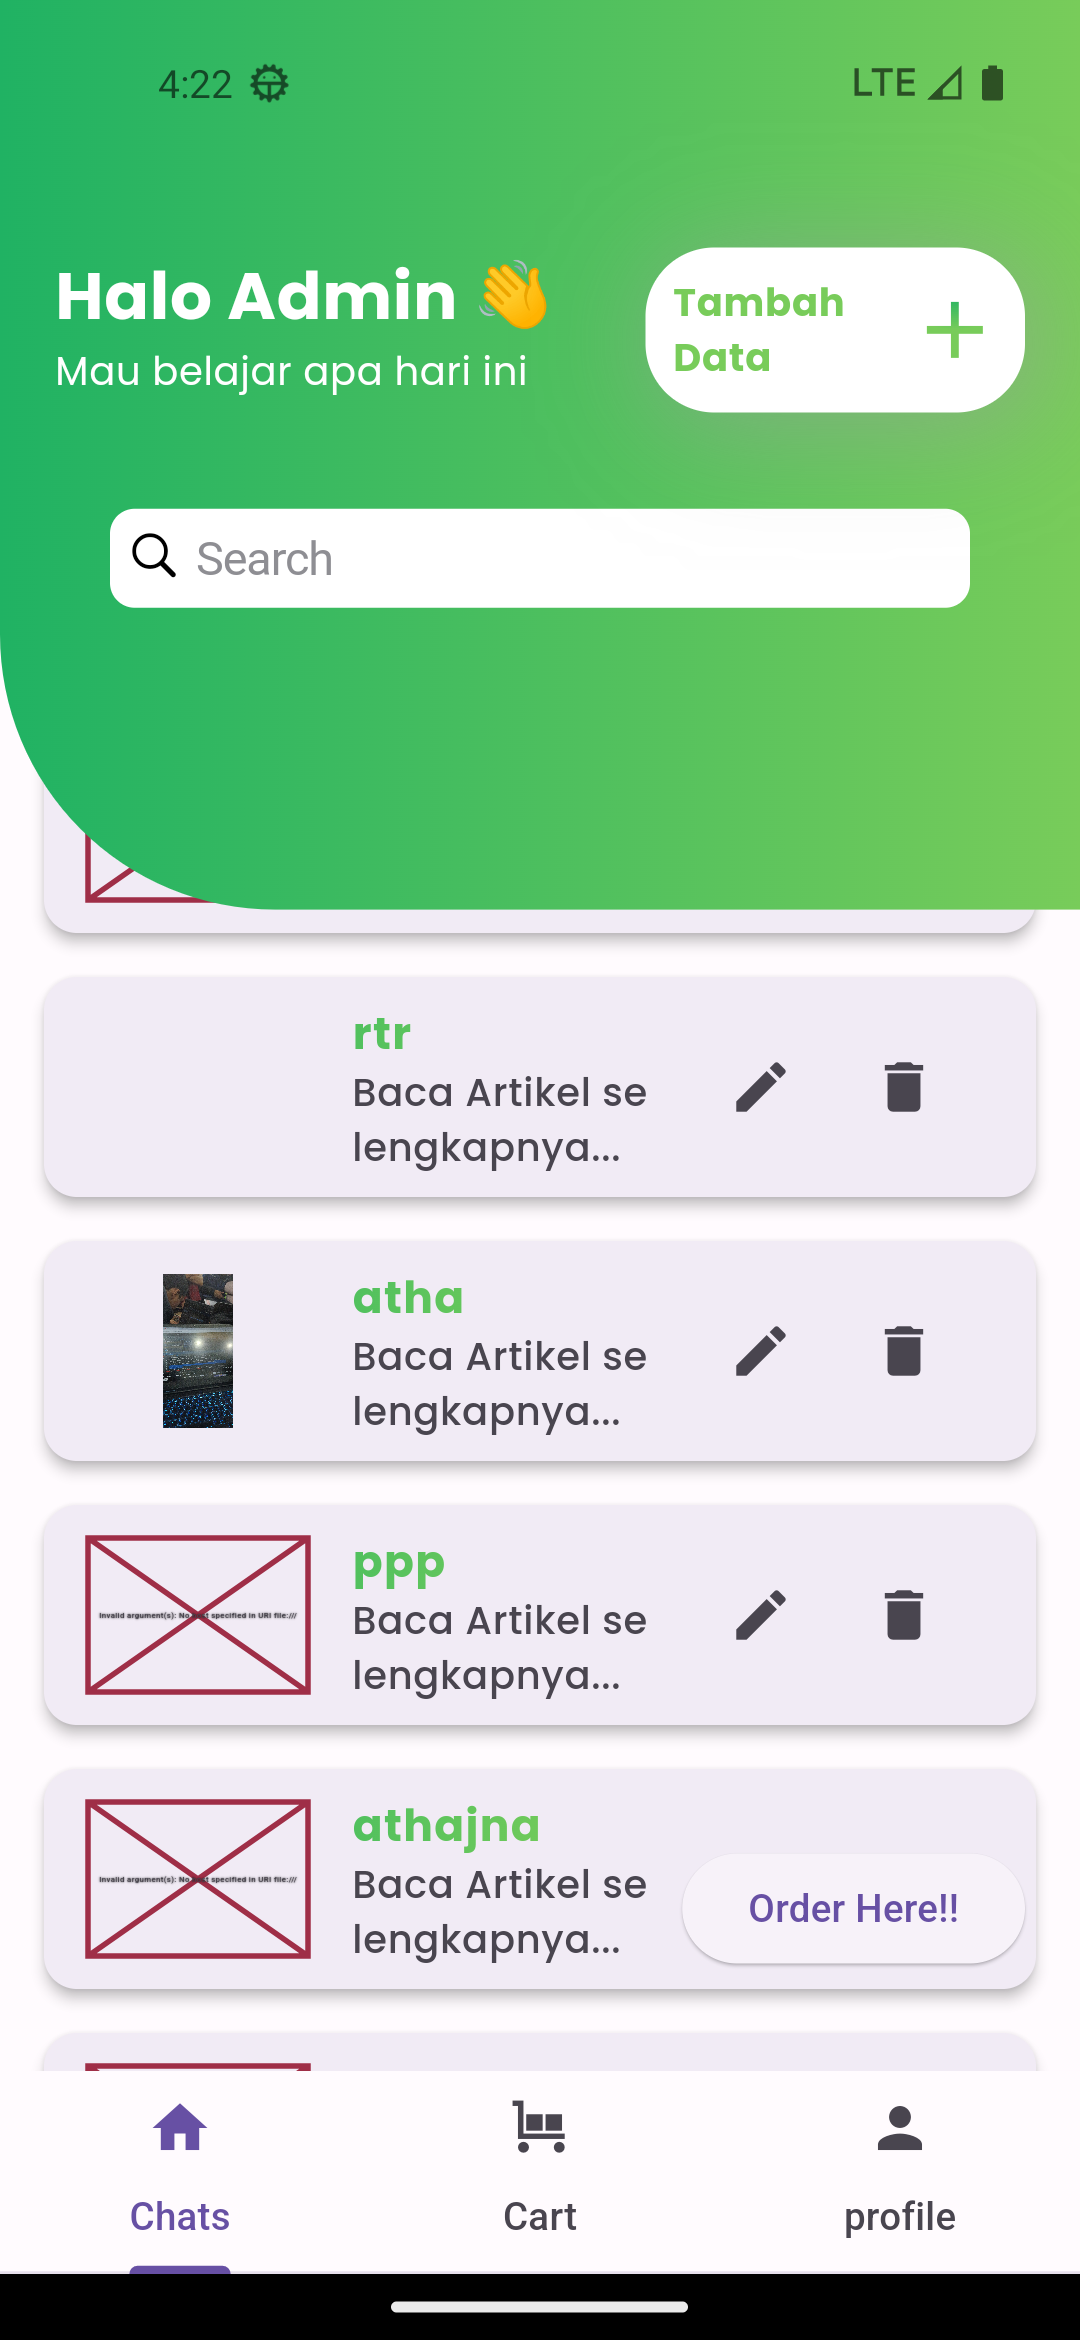 4:22
LTE
Halo Admin 👋
Mau belajar apa hari ini
Tambah
Data
Search
rtr
Baca Artikel se
lengkapnya...
atha
Baca Artikel se
lengkapnya...
ppp
Baca Artikel se
lengkapnya...
Invalid argument(s): No host specified in URI file:///
athajna
Baca Artikel se
lengkapnya...
Invalid argument(s): No host specified in URI file:///
Order Here!!
Chats
Cart
profile